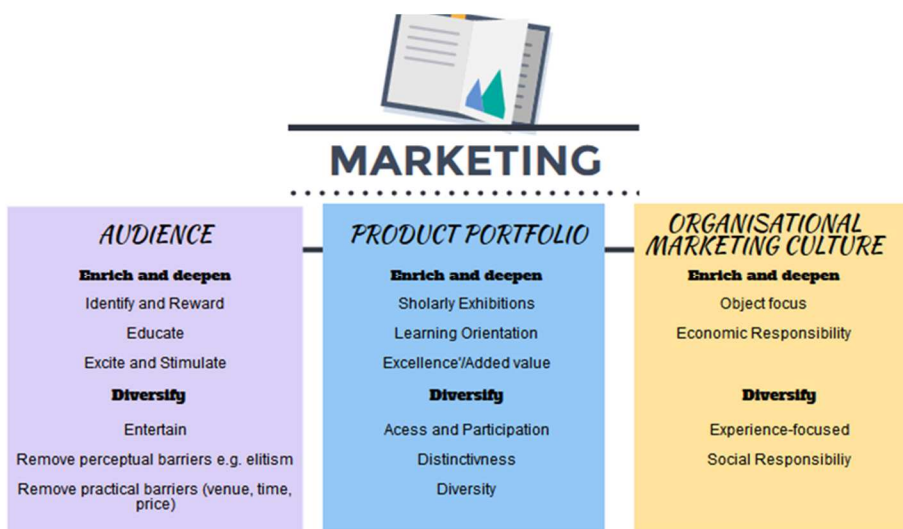 MARKETING
AUDIENCE
Enrich and deepen
Identify and Reward
Educate
Excite and Stimulate
Diversify
Entertain
Remove perceptual barriers e.g. elitism
Remove practical barriers (venue, time,
price)
PRODUCT PORTFOLIO
Enrich and deepen
Sholarly Exhibitions
Learning Orientation
Excellence'/Added value
Diversify
Acess and Participation
Distinctivness
Diversity
ORGANISATIONAL
MARKETING CULTURE
Enrich and deepen
Object focus
Economic Responsibility
Diversify
Experience-focused
Social Responsibiliy